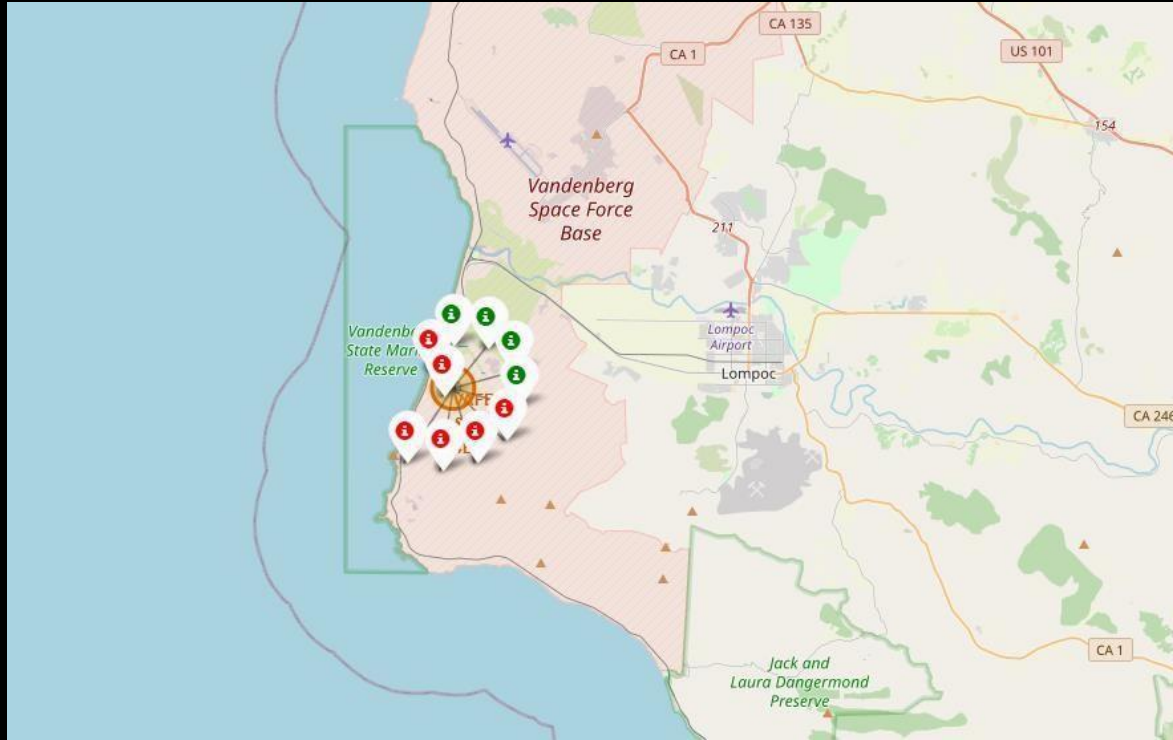 CA 135
CA 1
US 101
154
Vandenberg
Space Force
Base
211
Lompoc
Airport
Lompoc
State
Reserve
CA 246
CA 1
Jack and
Laura Dangermond
Preserve